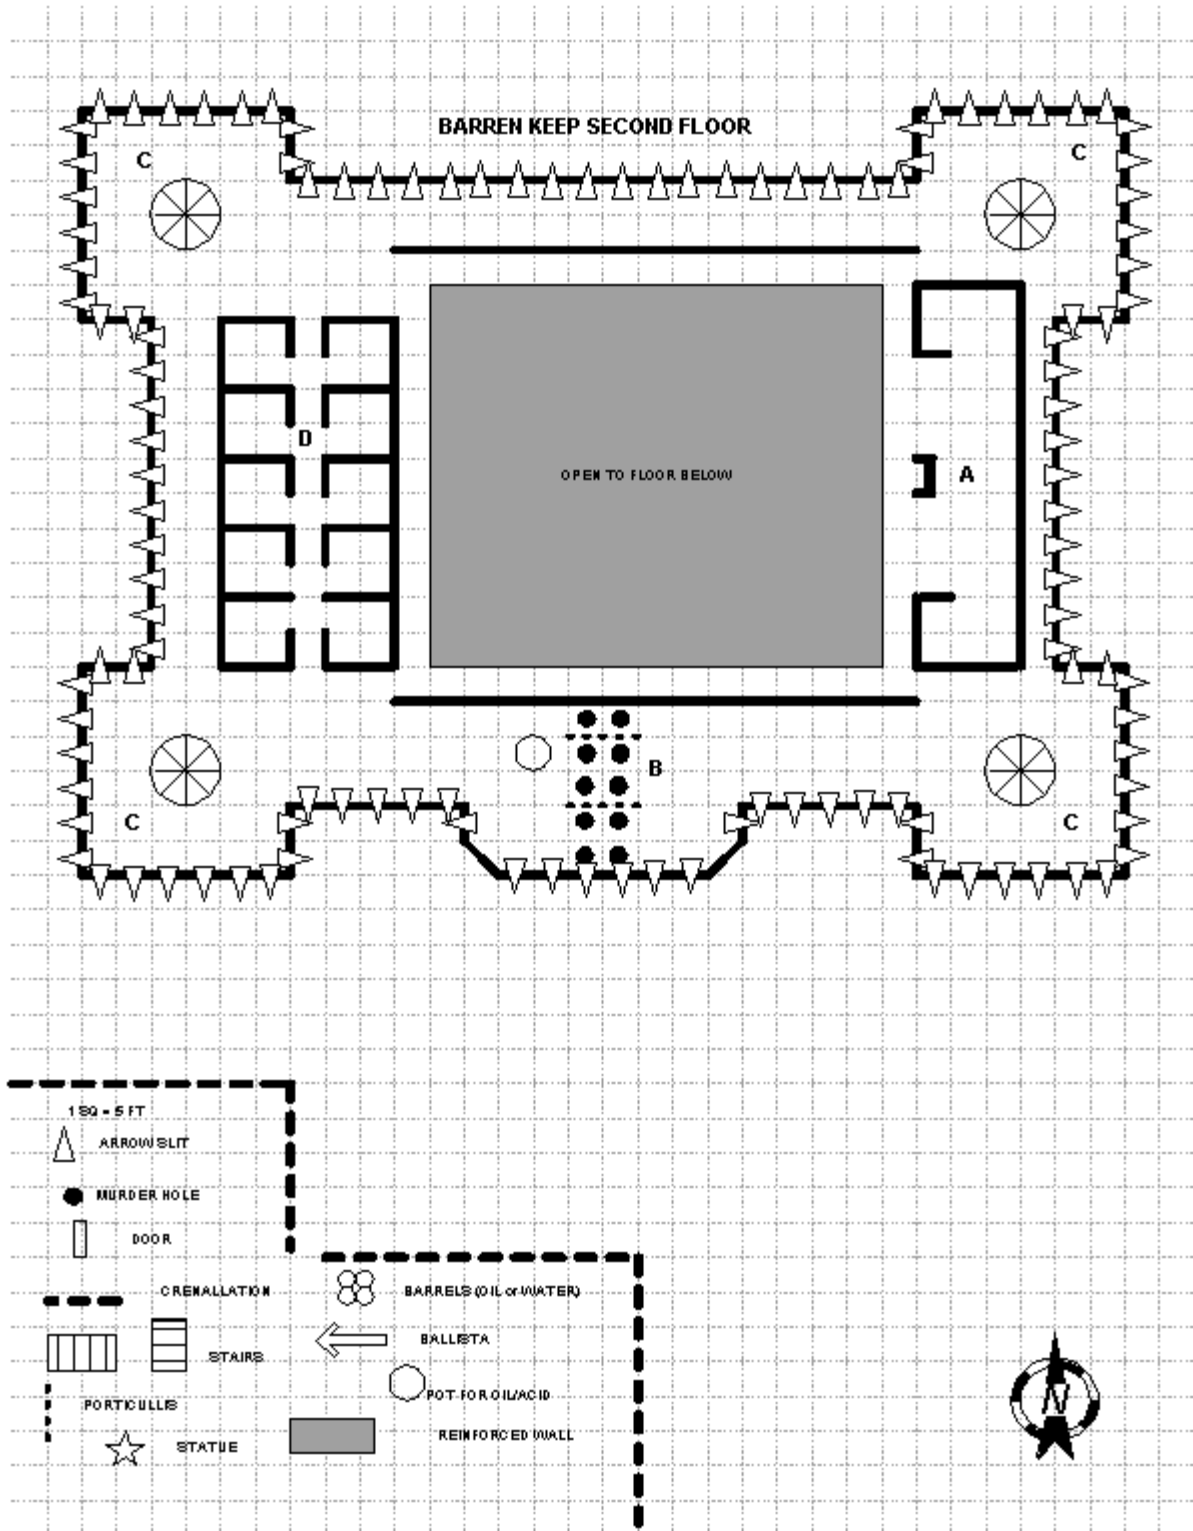 BARREN KEEP SECOND FLOOR
C
C
D
OPEN TO FLOOR BELOW
A
B
C
C
1 SQ = 5 FT
ARROW SLIT
MURDER HOLE
DOOR
CRENALLATION
BARRELS (OIL or WATER)
BALLISTA
STAIRS
POT FOR OIL/ACID
PORTICULLIS
REINFORCED WALL
STATUE
N